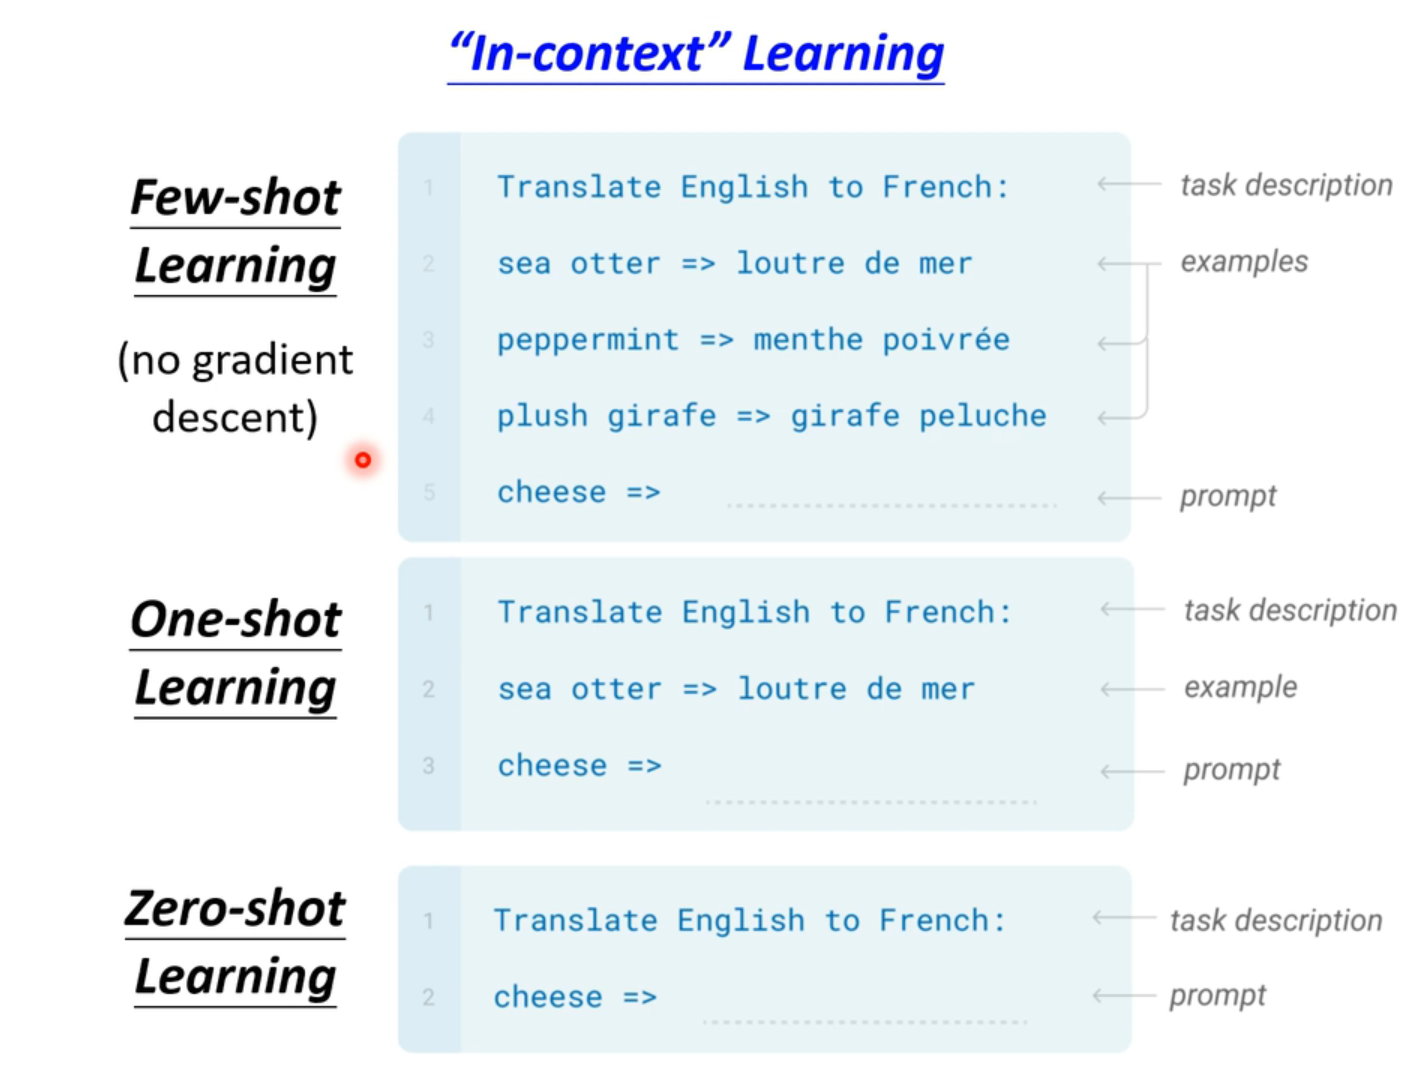 “In-context” Learning
Few-shot
Learning
(no gradient
descent)
1 Translate English to French: task description
2 sea otter => loutre de mer examples
3 peppermint => menthe poivrée
4 plush girafe => girafe peluche
5 cheese => prompt
One-shot
Learning
1 Translate English to French: task description
2 sea otter => loutre de mer example
3 cheese => prompt
Zero-shot
Learning
1 Translate English to French: task description
2 cheese => prompt